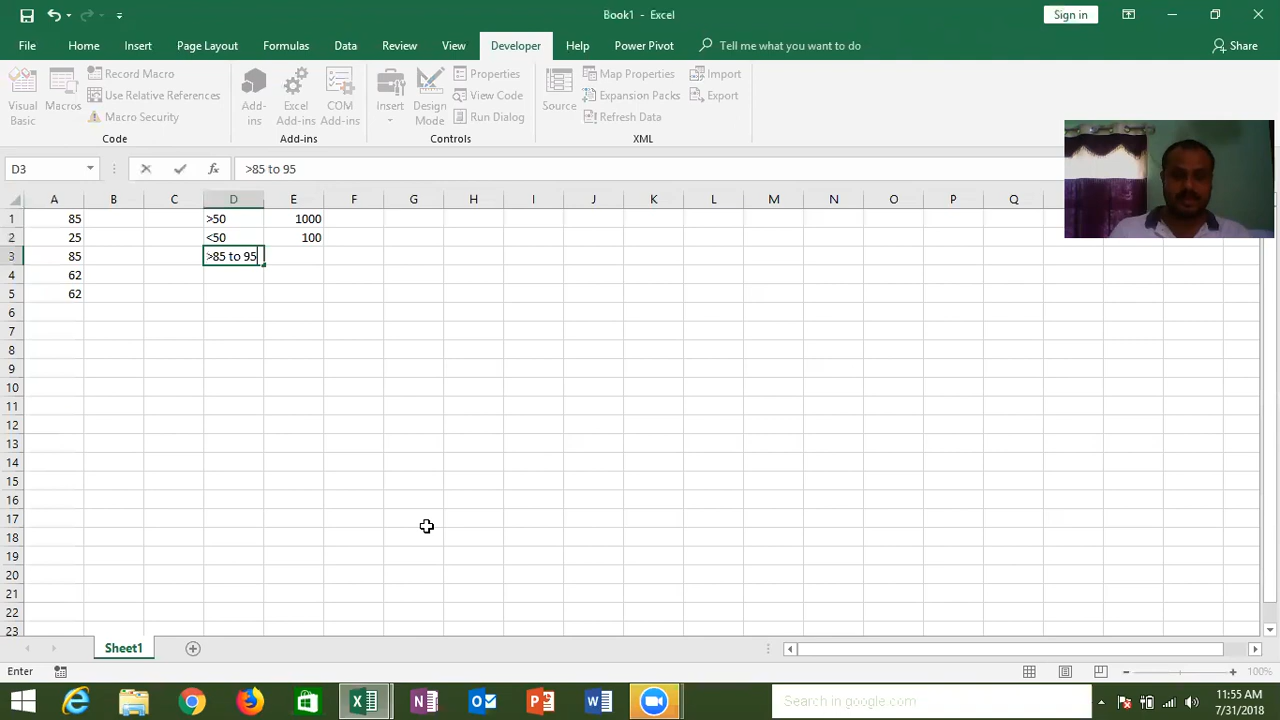 Book1 - Excel
Sign in
File Home Insert Page Layout Formulas Data Review View Developer Help Power Pivot Tell me what you want to do Share
Visual Basic
Macros
Record Macro
Use Relative References
Macro Security
Code
Add-ins
Excel Add-ins
COM Add-ins
Add-ins
Insert
Design Mode
Properties
View Code
Run Dialog
Controls
Source
Map Properties
Expansion Packs
Refresh Data
Import
Export
XML
D3 fx >85 to 95
A B C D E F G H I J K L M N O P Q
1 85 >50 1000
2 25 <50 100
3 85 >85 to 95
4 62
5 62
6
7
8
9
10
11
12
13
14
15
16
17
18
19
20
21
22
23
Sheet1
Enter 100%
Search in google.com
11:55 AM
7/31/2018